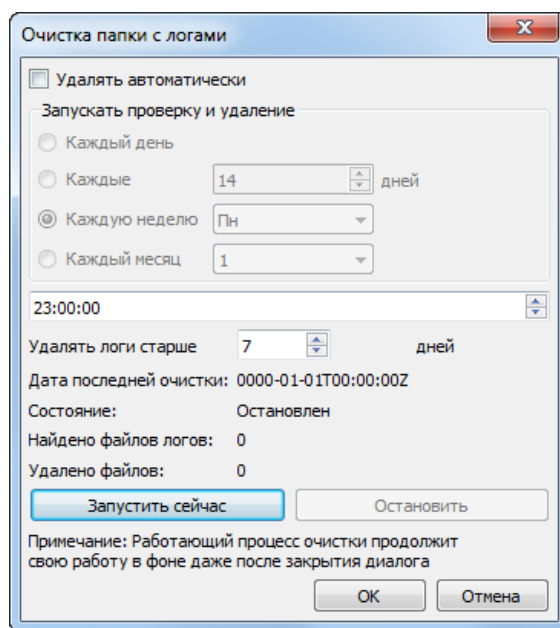 Очистка папки с логами
Удалять автоматически
Запускать проверку и удаление
Каждый день
Каждые 14 дней
Каждую неделю Пн
Каждый месяц 1
23:00:00
Удалять логи старше 7 дней
Дата последней очистки: 0000-01-01T00:00:00Z
Состояние: Остановлен
Найдено файлов логов: 0
Удалено файлов: 0
Запустить сейчас Остановить
Примечание: Работающий процесс очистки продолжит
свою работу в фоне даже после закрытия диалога
OK Отмена